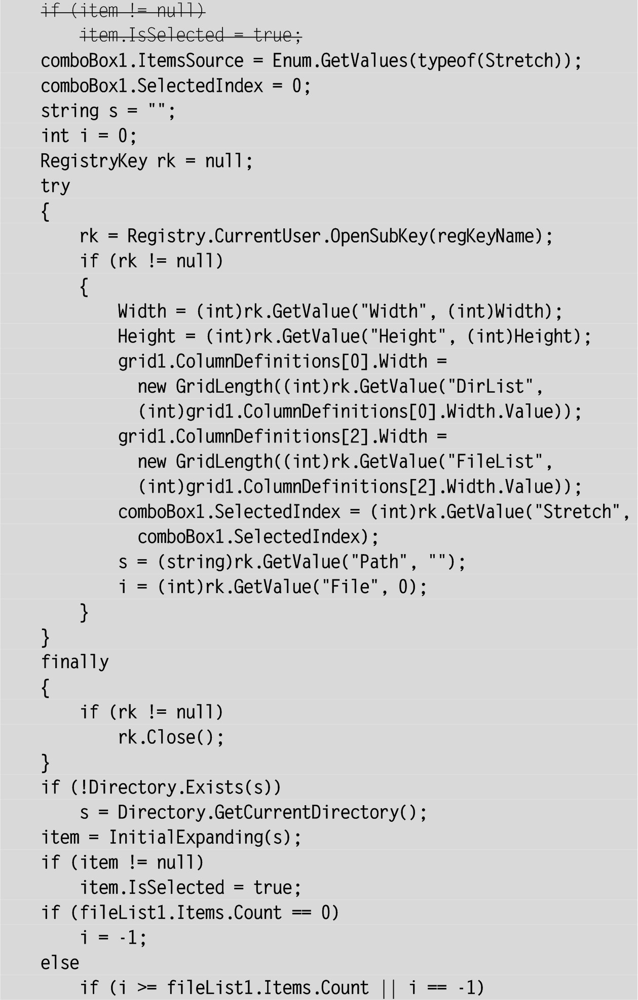 if (item != null)
    item.IsSelected = true;
comboBox1.ItemsSource = Enum.GetValues(typeof(Stretch));
comboBox1.SelectedIndex = 0;
string s = "";
int i = 0;
RegistryKey rk = null;
try
{
    rk = Registry.CurrentUser.OpenSubKey(regKeyName);
    if (rk != null)
    {
        Width = (int)rk.GetValue("Width", (int)Width);
        Height = (int)rk.GetValue("Height", (int)Height);
        grid1.ColumnDefinitions[0].Width =
          new GridLength((int)rk.GetValue("DirList",
          (int)grid1.ColumnDefinitions[0].Width.Value));
        grid1.ColumnDefinitions[2].Width =
          new GridLength((int)rk.GetValue("FileList",
          (int)grid1.ColumnDefinitions[2].Width.Value));
        comboBox1.SelectedIndex = (int)rk.GetValue("Stretch",
          comboBox1.SelectedIndex);
        s = (string)rk.GetValue("Path", "");
        i = (int)rk.GetValue("File", 0);
    }
}
finally
{
    if (rk != null)
        rk.Close();
}
if (!Directory.Exists(s))
    s = Directory.GetCurrentDirectory();
item = InitialExpanding(s);
if (item != null)
    item.IsSelected = true;
if (fileList1.Items.Count == 0)
    i = -1;
else
    if (i >= fileList1.Items.Count || i == -1)